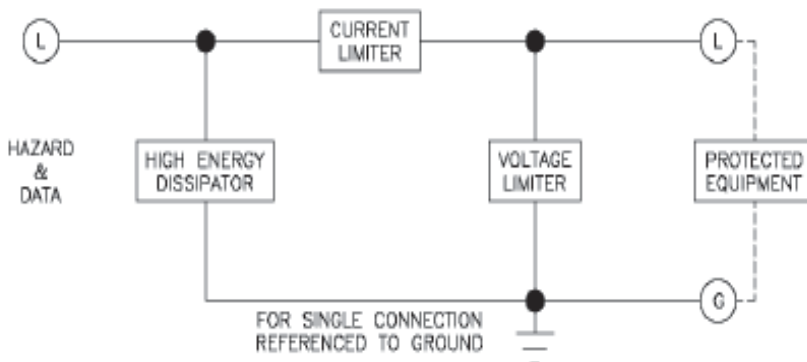 L
CURRENT
LIMITER
L
HAZARD
&
DATA
HIGH ENERGY
DISSIPATOR
VOLTAGE
LIMITER
PROTECTED
EQUIPMENT
G
FOR SINGLE CONNECTION
REFERENCED TO GROUND